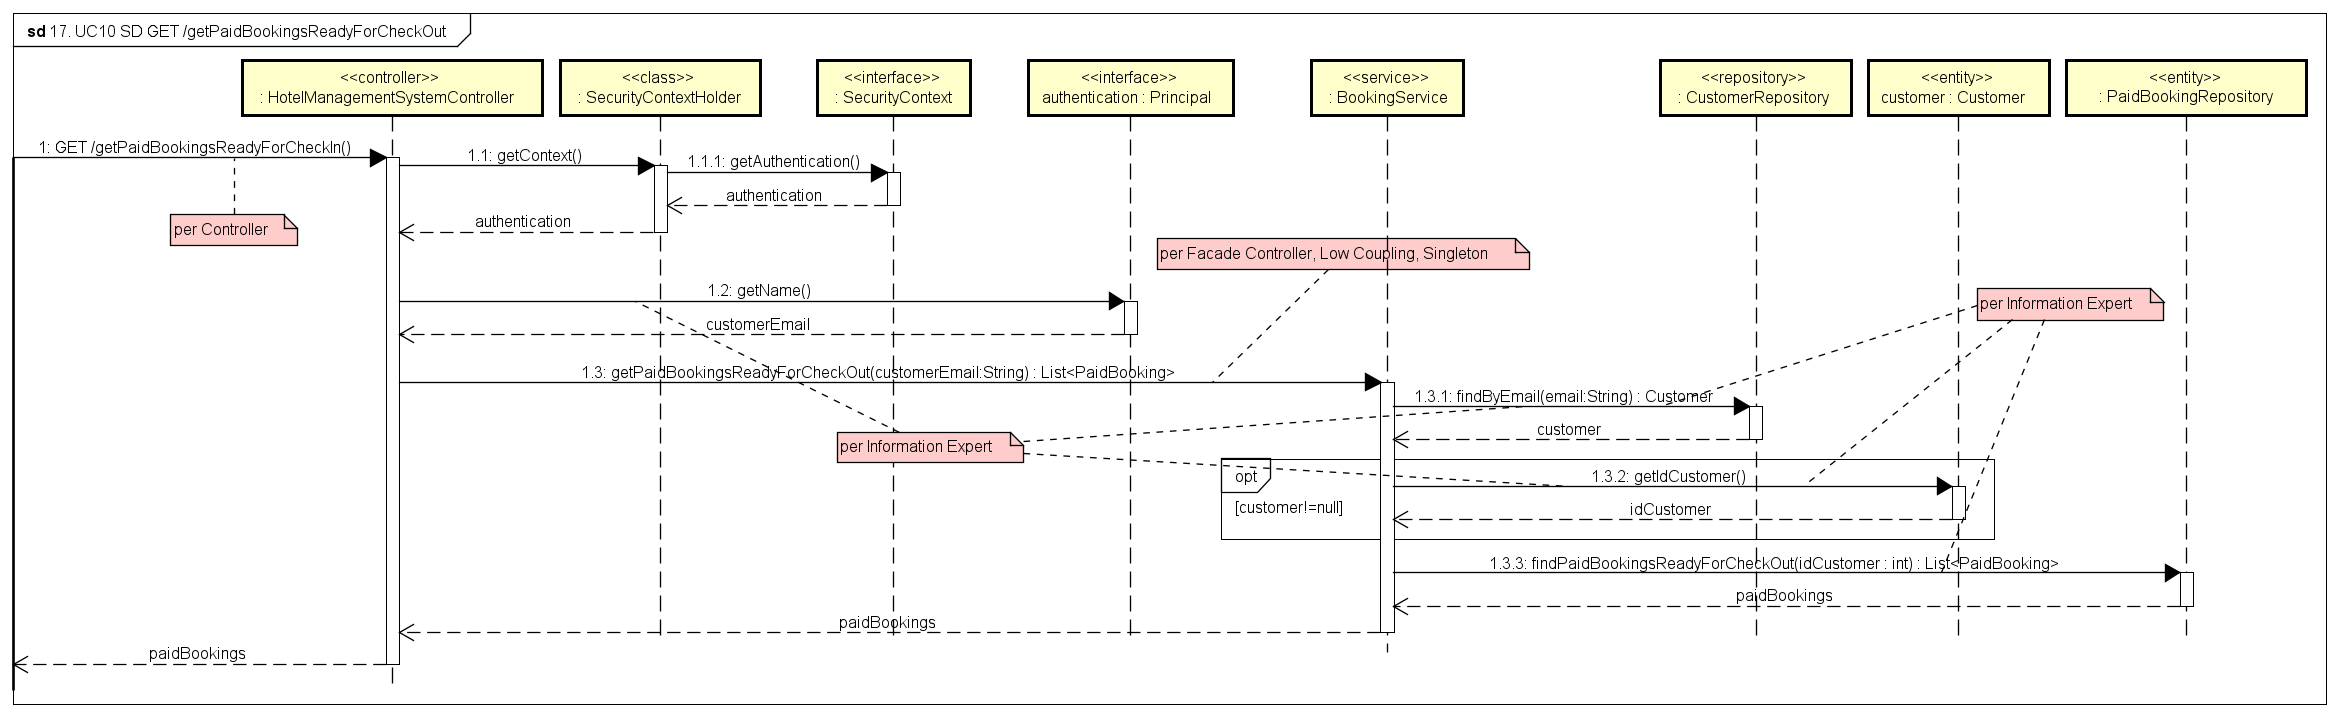 sd 17. UC10 SD GET /getPaidBookingsReadyForCheckOut
<<controller>>
: HotelManagementSystemController
<<class>>
: SecurityContextHolder
<<interface>>
: SecurityContext
<<interface>>
authentication : Principal
<<service>>
: BookingService
<<repository>>
: CustomerRepository
<<entity>>
customer : Customer
<<entity>>
: PaidBookingRepository
1: GET /getPaidBookingsReadyForCheckIn()
1.1: getContext()
1.1.1: getAuthentication()
authentication
authentication
per Controller
per Facade Controller, Low Coupling, Singleton
1.2: getName()
per Information Expert
customerEmail
1.3: getPaidBookingsReadyForCheckOut(customerEmail:String) : List<PaidBooking>
1.3.1: findByEmail(email:String) : Customer
customer
per Information Expert
opt
1.3.2: getIdCustomer()
[customer!=null]
idCustomer
1.3.3: findPaidBookingsReadyForCheckOut(idCustomer : int) : List<PaidBooking>
paidBookings
paidBookings
paidBookings